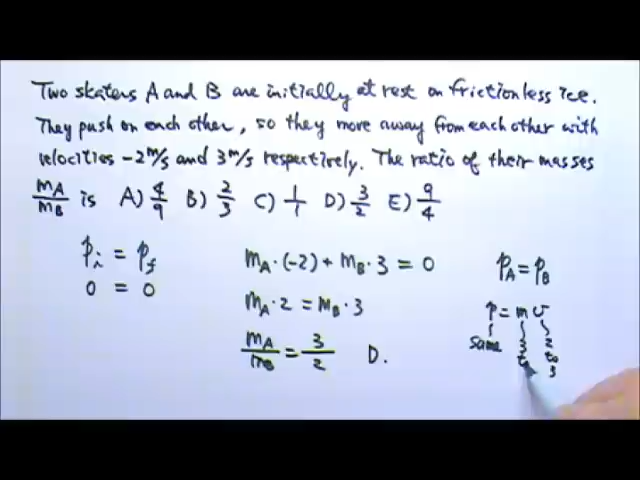 Two skaters A and B are initially at rest on frictionless ice.
They push on each other, so they move away from each other with
velocities -2 m/s and 3 m/s respectively. The ratio of their masses
mA/mB is A) 4/9 B) 2/3 C) 1/1 D) 3/2 E) 9/4
pi = pf
0 = 0
mA·(-2) + mB·3 = 0
mA·2 = mB·3
mA/mB = 3/2 D.
pA = pB
p = m v
same 3 to 2 to 3